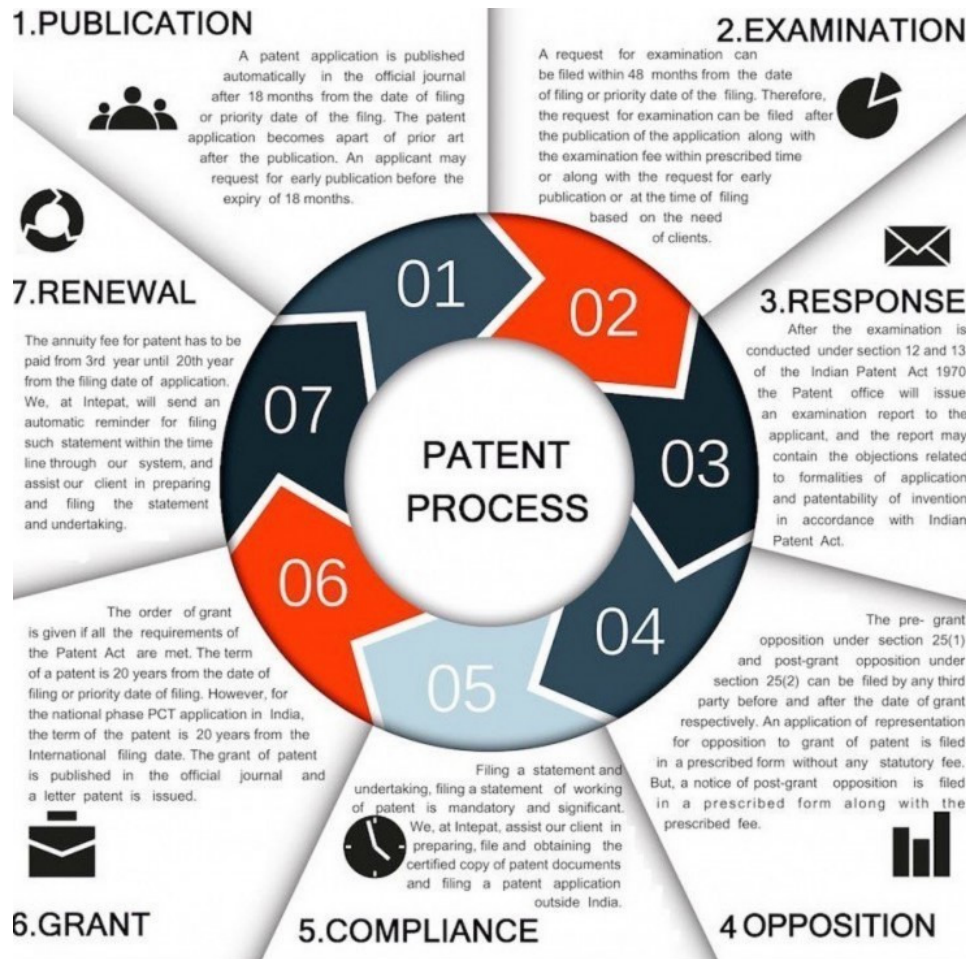 1.PUBLICATION
A patent application is published
automatically in the official journal
after 18 months from the date of filing
or priority date of the filng. The patent
application becomes apart of prior art
after the publication. An applicant may
request for early publication before the
expiry of 18 months.
2.EXAMINATION
A request for examination can
be filed within 48 months from the date
of filing or priority date of the filing. Therefore,
the request for examination can be filed after
the publication of the application along with
the examination fee within prescribed time
or along with the request for early
publication or at the time of filing
based on the need
of clients.
3.RESPONSE
After the examination is
conducted under section 12 and 13
of the Indian Patent Act 1970
the Patent office will issue
an examination report to the
applicant, and the report may
contain the objections related
to formalities of application
and patentability of invention
in accordance with Indian
Patent Act.
The pre- grant
opposition under section 25(1)
and post-grant opposition under
section 25(2) can be filed by any third
party before and after the date of grant
respectively. An application of representation
for opposition to grant of patent is filed
in a prescribed form without any statutory fee.
But, a notice of post-grant opposition is filed
in a prescribed form along with the
prescribed fee.
4 OPPOSITION
Filing a statement and
undertaking, filing a statement of working
of patent is mandatory and significant.
We, at Intepat, assist our client in
preparing, file and obtaining the
certified copy of patent documents
and filing a patent application
outside India.
5.COMPLIANCE
The order of grant
is given if all the requirements of
the Patent Act are met. The term
of a patent is 20 years from the date of
filing or priority date of filing. However, for
the national phase PCT application in India,
the term of the patent is 20 years from the
International filing date. The grant of patent
is published in the official journal and
a letter patent is issued.
6.GRANT
7.RENEWAL
The annuity fee for patent has to be
paid from 3rd year until 20th year
from the filing date of application.
We, at Intepat, will send an
automatic reminder for filing
such statement within the time
line through our system, and
assist our client in preparing
and filing the statement
and undertaking.
01
02
03
04
05
06
07
PATENT
PROCESS